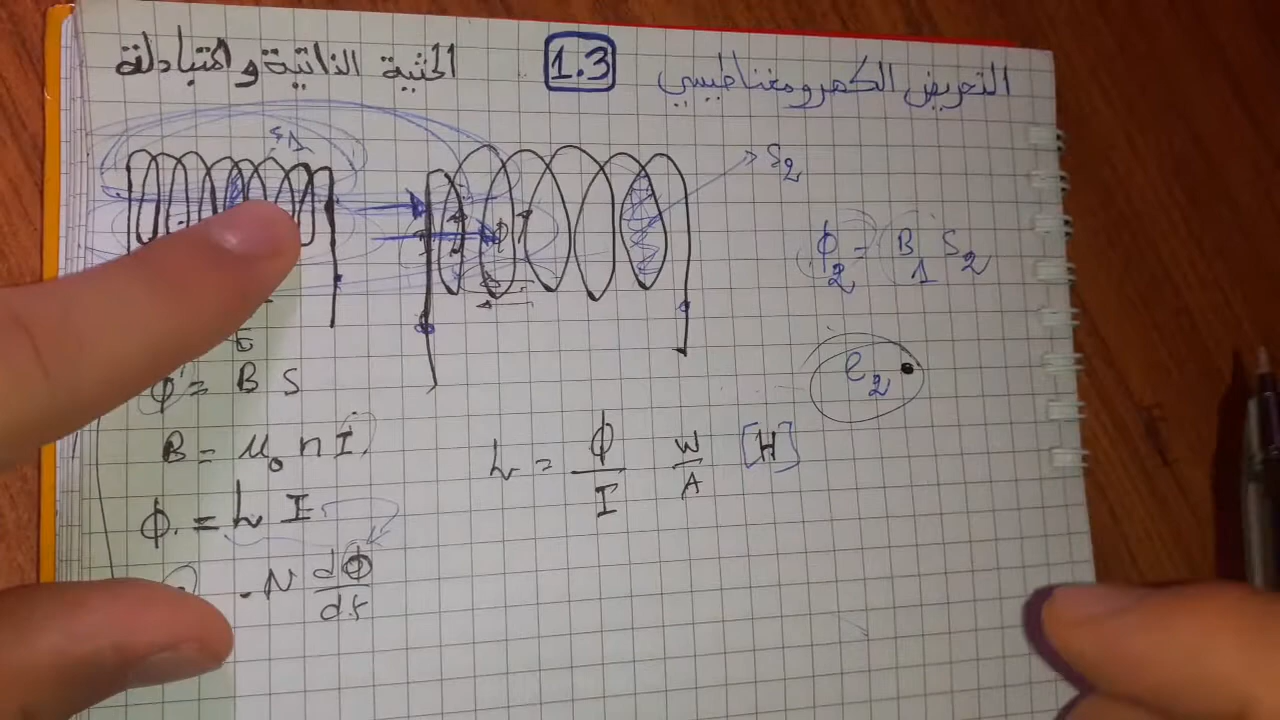 التحريض الكهرومغناطيسي 1.3 الحثية الذاتية والمتبادلة
S1
S2
ϕ2 = B1 S2
e2
ϕ = B S
B = μ0 n I
L = ϕ/I W/A [H]
ϕ = L I
-N dϕ/dt